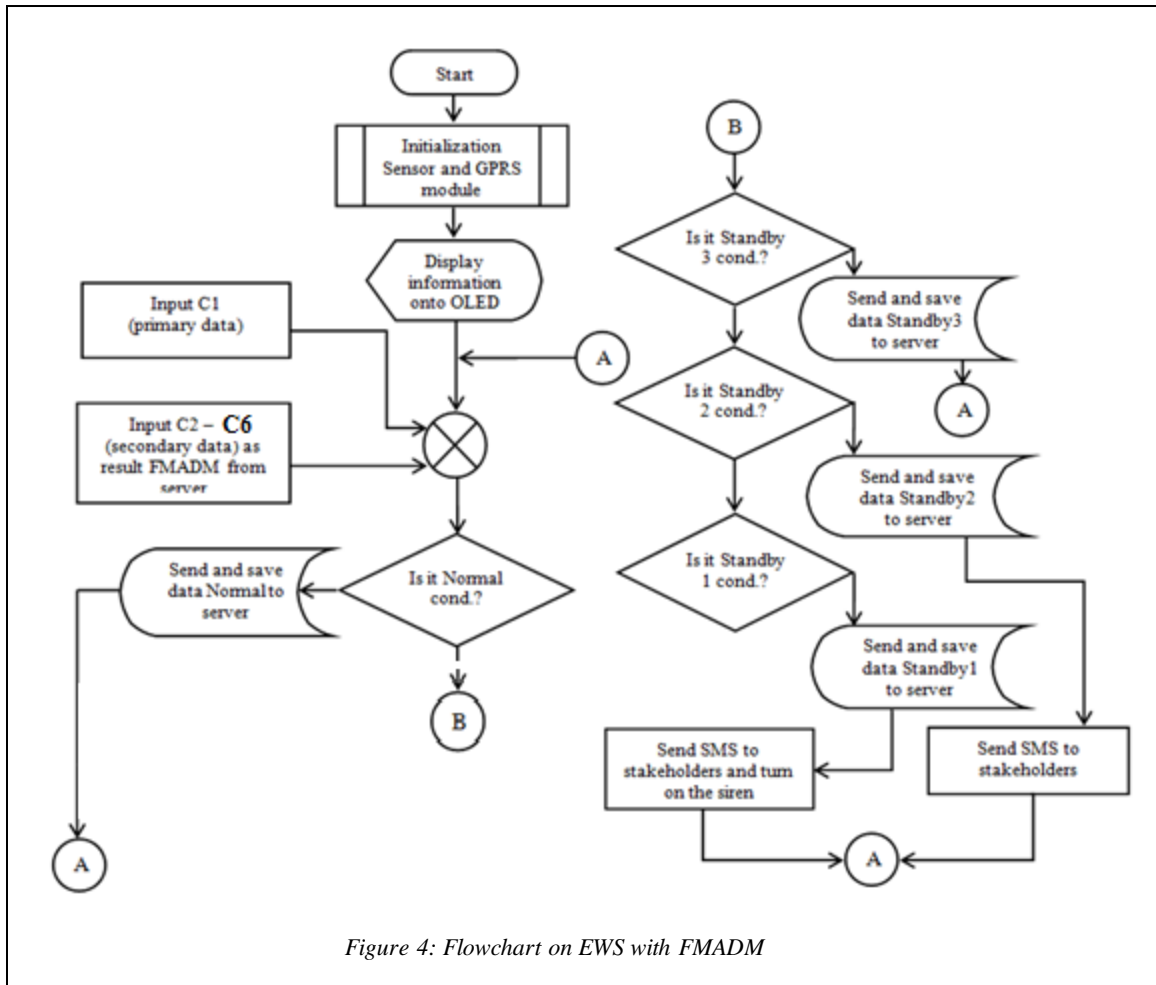 Start
Initialization
Sensor and GPRS
module
Display
information
onto OLED
Input C1
(primary data)
A
Input C2 – C6
(secondary data) as
result FMADM from
server
Is it Normal
cond.?
Send and save
data Normal to
server
B
A
B
Is it Standby
3 cond.?
Send and save
data Standby3
to server
A
Is it Standby
2 cond.?
Send and save
data Standby2
to server
Is it Standby
1 cond.?
Send and save
data Standby1
to server
Send SMS to
stakeholders and turn
on the siren
Send SMS to
stakeholders
A
Figure 4: Flowchart on EWS with FMADM